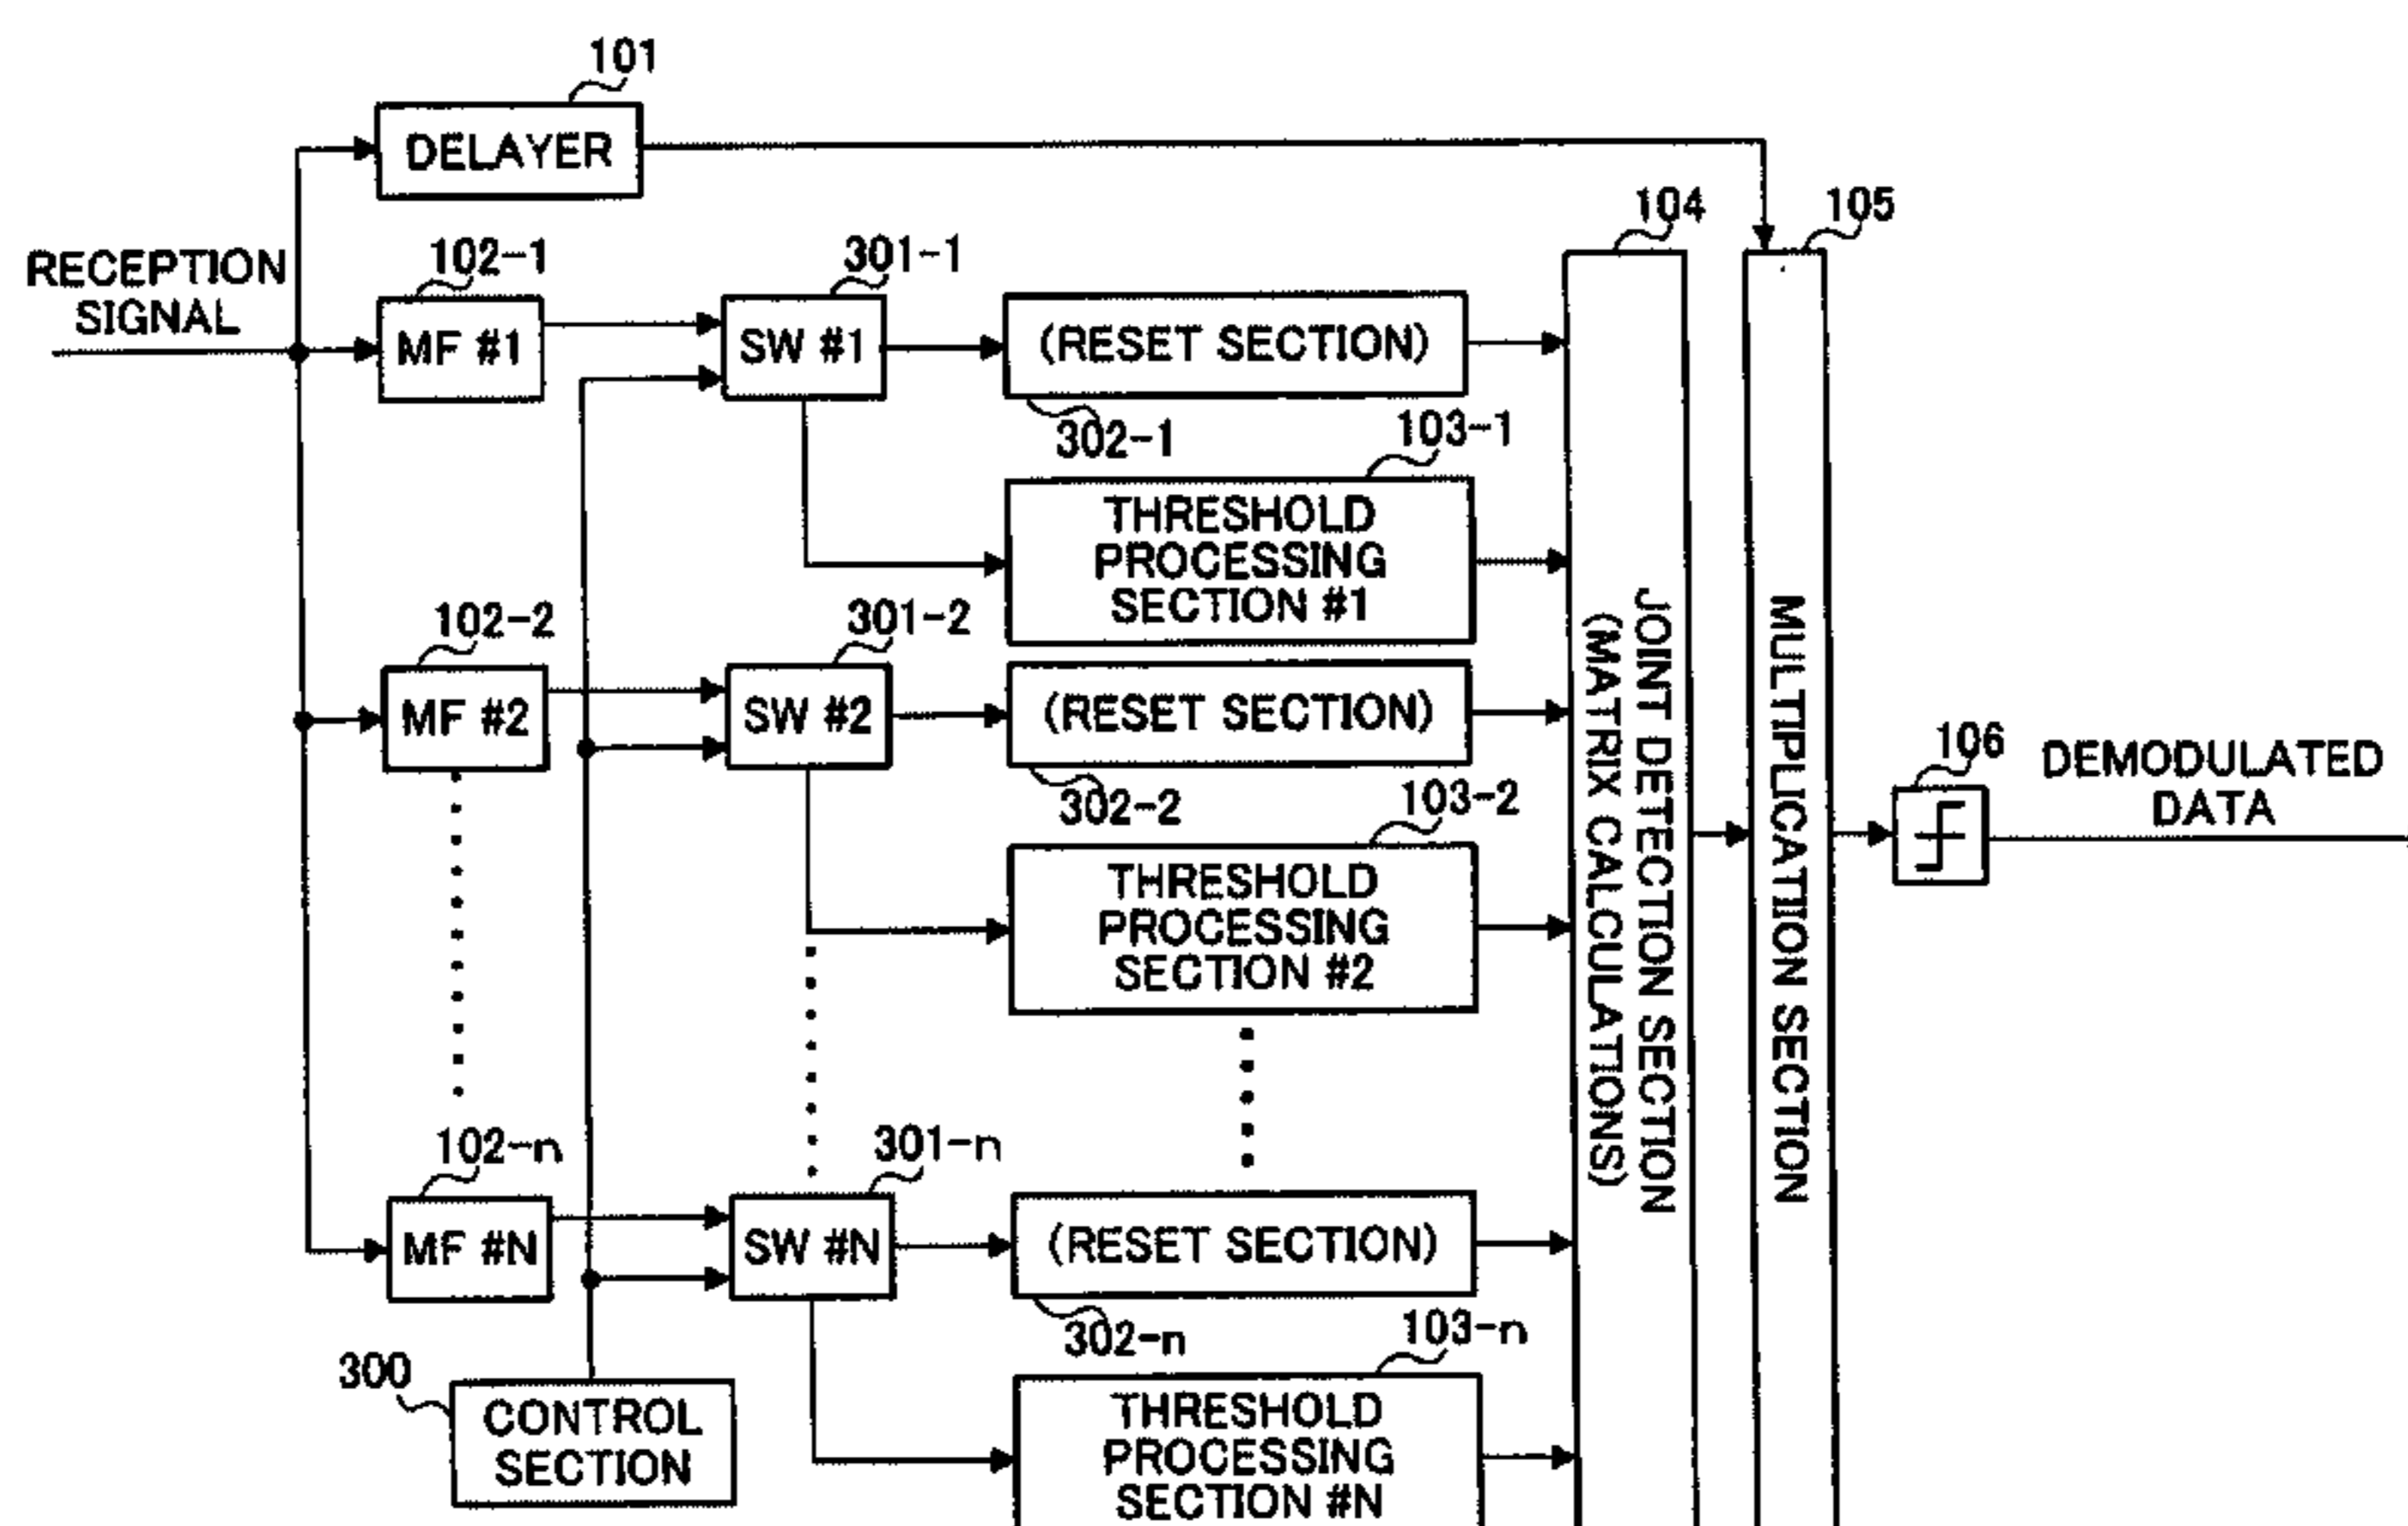 101
DELAYER
104
105
RECEPTION
SIGNAL
102-1
301-1
MF #1
SW #1
(RESET SECTION)
302-1
103-1
THRESHOLD
PROCESSING
SECTION #1
102-2
301-2
MF #2
SW #2
(RESET SECTION)
302-2
103-2
THRESHOLD
PROCESSING
SECTION #2
JOINT DETECTION SECTION
(MATRIX CALCULATIONS)
MULTIPLICATION SECTION
106
DEMODULATED
DATA
102-n
301-n
MF #N
SW #N
(RESET SECTION)
302-n
103-n
300
CONTROL
SECTION
THRESHOLD
PROCESSING
SECTION #N